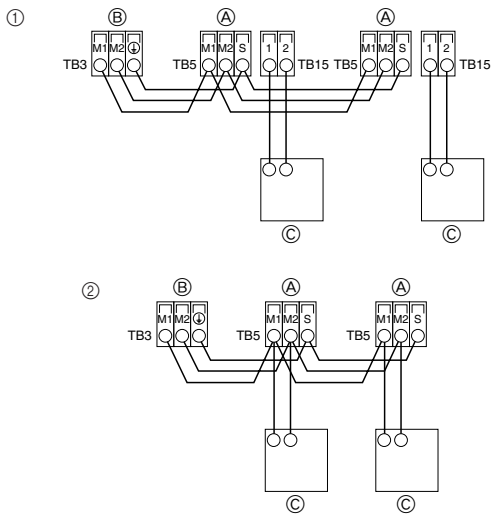 ①
Ⓑ Ⓐ Ⓐ
M1 M2 ⏚ M1 M2 S 1 2 M1 M2 S 1 2
TB3 TB5 TB15 TB5 TB15
Ⓒ Ⓒ
②
Ⓑ Ⓐ Ⓐ
M1 M2 ⏚ M1 M2 S M1 M2 S
TB3 TB5 TB5
Ⓒ Ⓒ